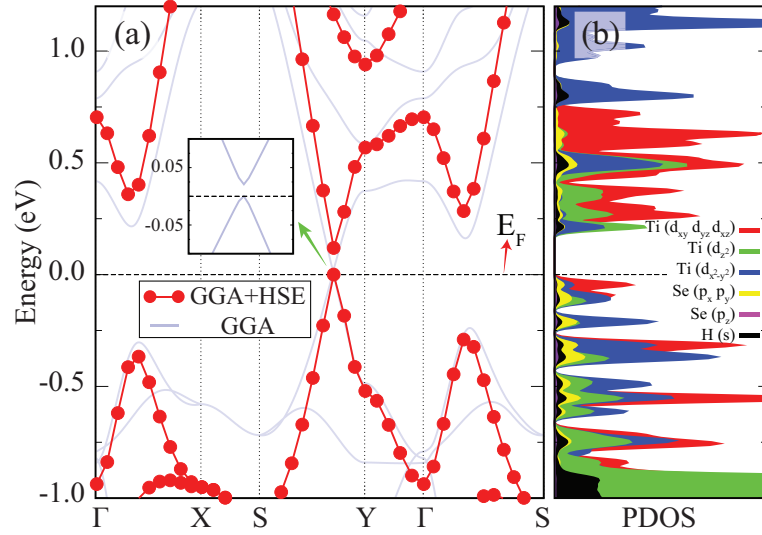 (a)
(b)
1.0
0.5
0.0
-0.5
-1.0
Energy (eV)
0.05
-0.05
E_F
GGA+HSE
GGA
Ti (d_xy d_yz d_xz)
Ti (d_z²)
Ti (d_x²-y²)
Se (p_x p_y)
Se (p_z)
H (s)
Γ X S Y Γ S
PDOS